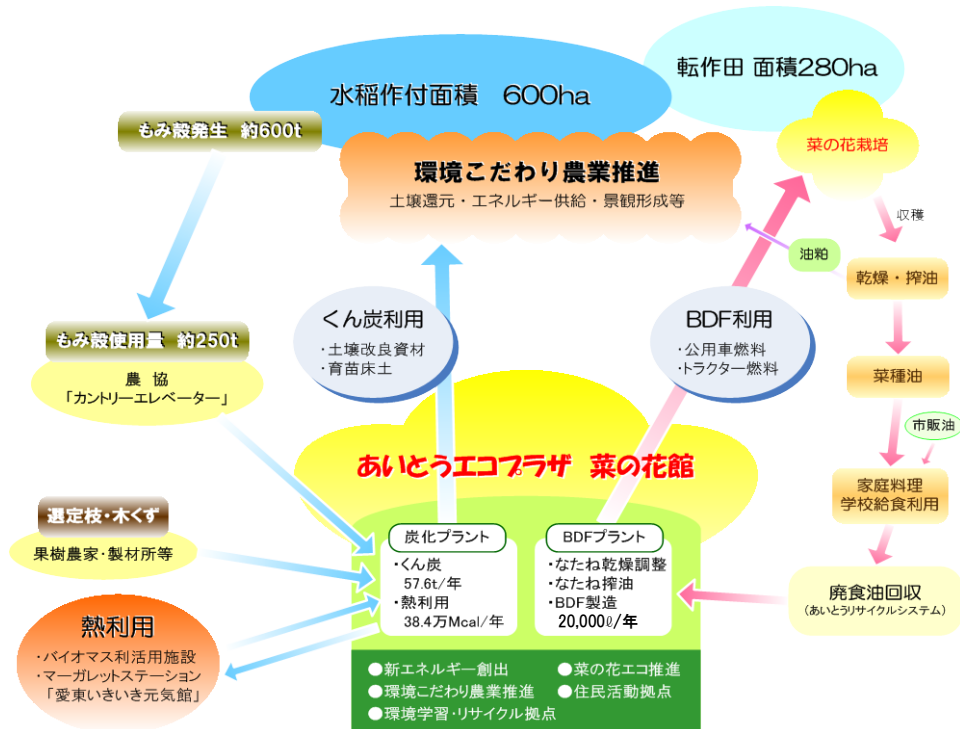 水稲作付面積 600ha
転作田 面積280ha
もみ殻発生 約600t
環境こだわり農業推進
土壌還元・エネルギー供給・景観形成等
菜の花栽培
収穫
油粕
乾燥・搾油
くん炭利用
・土壌改良資材
・育苗床土
BDF利用
・公用車燃料
・トラクター燃料
もみ殻使用量 約250t
農 協
「カントリーエレベーター」
菜種油
市販油
家庭料理
学校給食利用
あいとうエコプラザ 菜の花館
選定枝・木くず
果樹農家・製材所等
炭化プラント
・くん炭
57.6t/年
・熱利用
38.4万Mcal/年
BDFプラント
・なたね乾燥調整
・なたね搾油
・BDF製造
20,000ℓ/年
廃食油回収
(あいとうリサイクルシステム)
熱利用
・バイオマス利活用施設
・マーガレットステーション
「愛東いきいき元気館」
●新エネルギー創出
●菜の花エコ推進
●環境こだわり農業推進
●住民活動拠点
●環境学習・リサイクル拠点